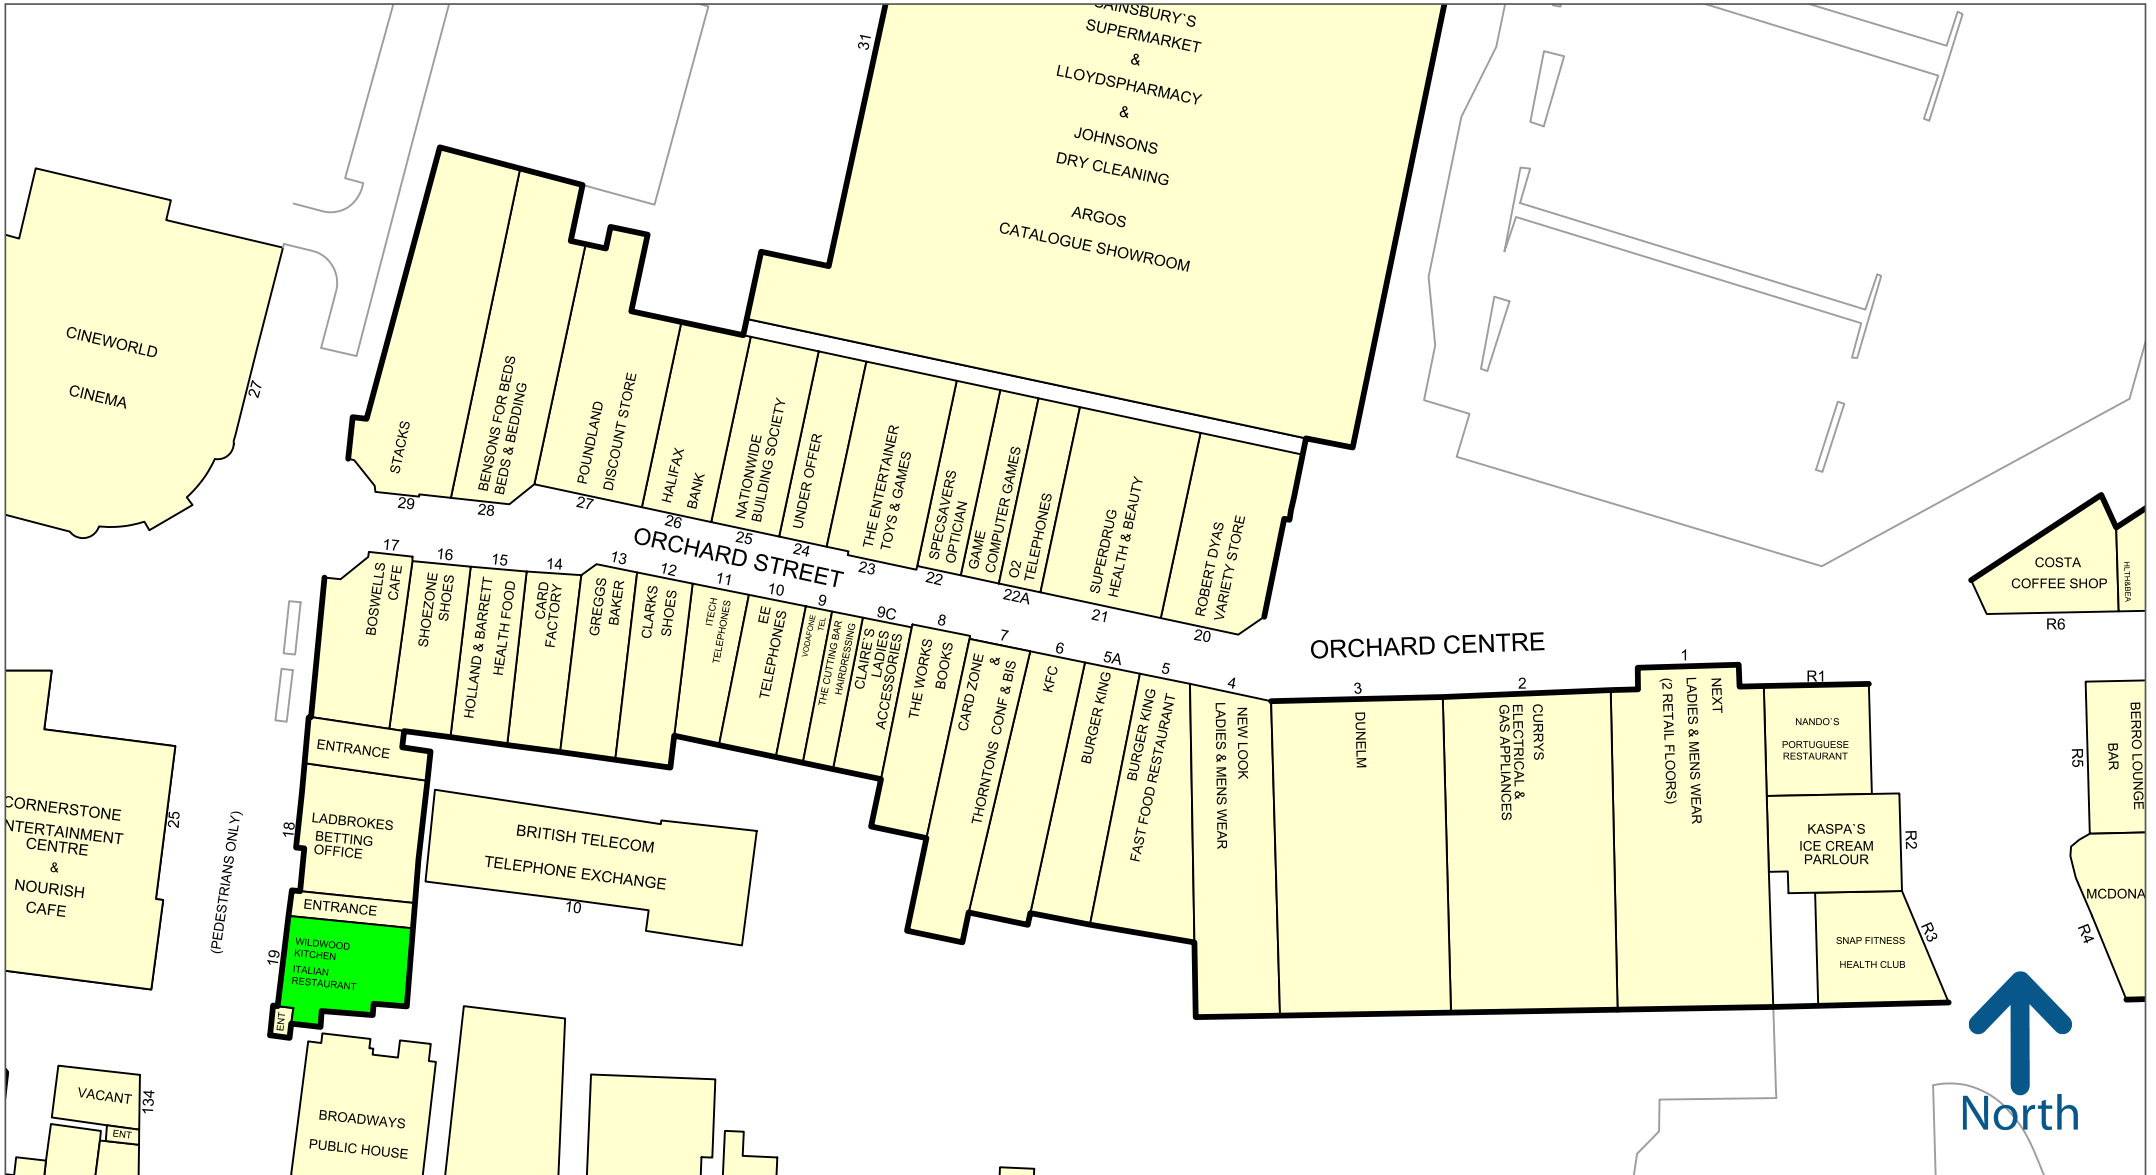 SAINSBURY`S
SUPERMARKET
&
LLOYDSPHARMACY
&
JOHNSONS
DRY CLEANING
ARGOS
CATALOGUE SHOWROOM
31
CINEWORLD
CINEMA
27
STACKS
29
BENSONS FOR BEDS
BEDS & BEDDING
28
POUNDLAND
DISCOUNT STORE
27
HALIFAX
BANK
26
NATIONWIDE
BUILDING SOCIETY
25
UNDER OFFER
24
THE ENTERTAINER
TOYS & GAMES
23
SPECSAVERS
OPTICIAN
22
GAME
COMPUTER GAMES
O2
TELEPHONES
22A
SUPERDRUG
HEALTH & BEAUTY
21
ROBERT DYAS
VARIETY STORE
20
ORCHARD STREET
ORCHARD CENTRE
17
BOSWELLS
CAFE
16
SHOEZONE
SHOES
15
HOLLAND & BARRETT
HEALTH FOOD
14
CARD
FACTORY
13
GREGGS
BAKER
12
CLARKS
SHOES
11
ITECH
TELEPHONES
10
EE
TELEPHONES
9
VODAFONE
TEL
THE CUTTING BAR
HAIRDRESSING
9C
CLAIRE`S
LADIES
ACCESSORIES
8
THE WORKS
BOOKS
7
CARD ZONE
&
THORNTONS CONF & BIS
6
KFC
5A
BURGER KING
5
BURGER KING
FAST FOOD RESTAURANT
4
NEW LOOK
LADIES & MENS WEAR
3
DUNELM
2
CURRYS
ELECTRICAL &
GAS APPLIANCES
1
NEXT
LADIES & MENS WEAR
(2 RETAIL FLOORS)
R1
NANDO`S
PORTUGUESE
RESTAURANT
KASPA`S
ICE CREAM
PARLOUR
R2
SNAP FITNESS
HEALTH CLUB
R3
COSTA
COFFEE SHOP
HLTH&BEA
R6
BERRO LOUNGE
BAR
R5
MCDONA
R4
ENTRANCE
LADBROKES
BETTING
OFFICE
18
ENTRANCE
WILDWOOD
KITCHEN
ITALIAN
RESTAURANT
19
ENT
(PEDESTRIANS ONLY)
CORNERSTONE
NTERTAINMENT
CENTRE
&
NOURISH
CAFE
25
BRITISH TELECOM
TELEPHONE EXCHANGE
10
VACANT
134
ENT
BROADWAYS
PUBLIC HOUSE
North